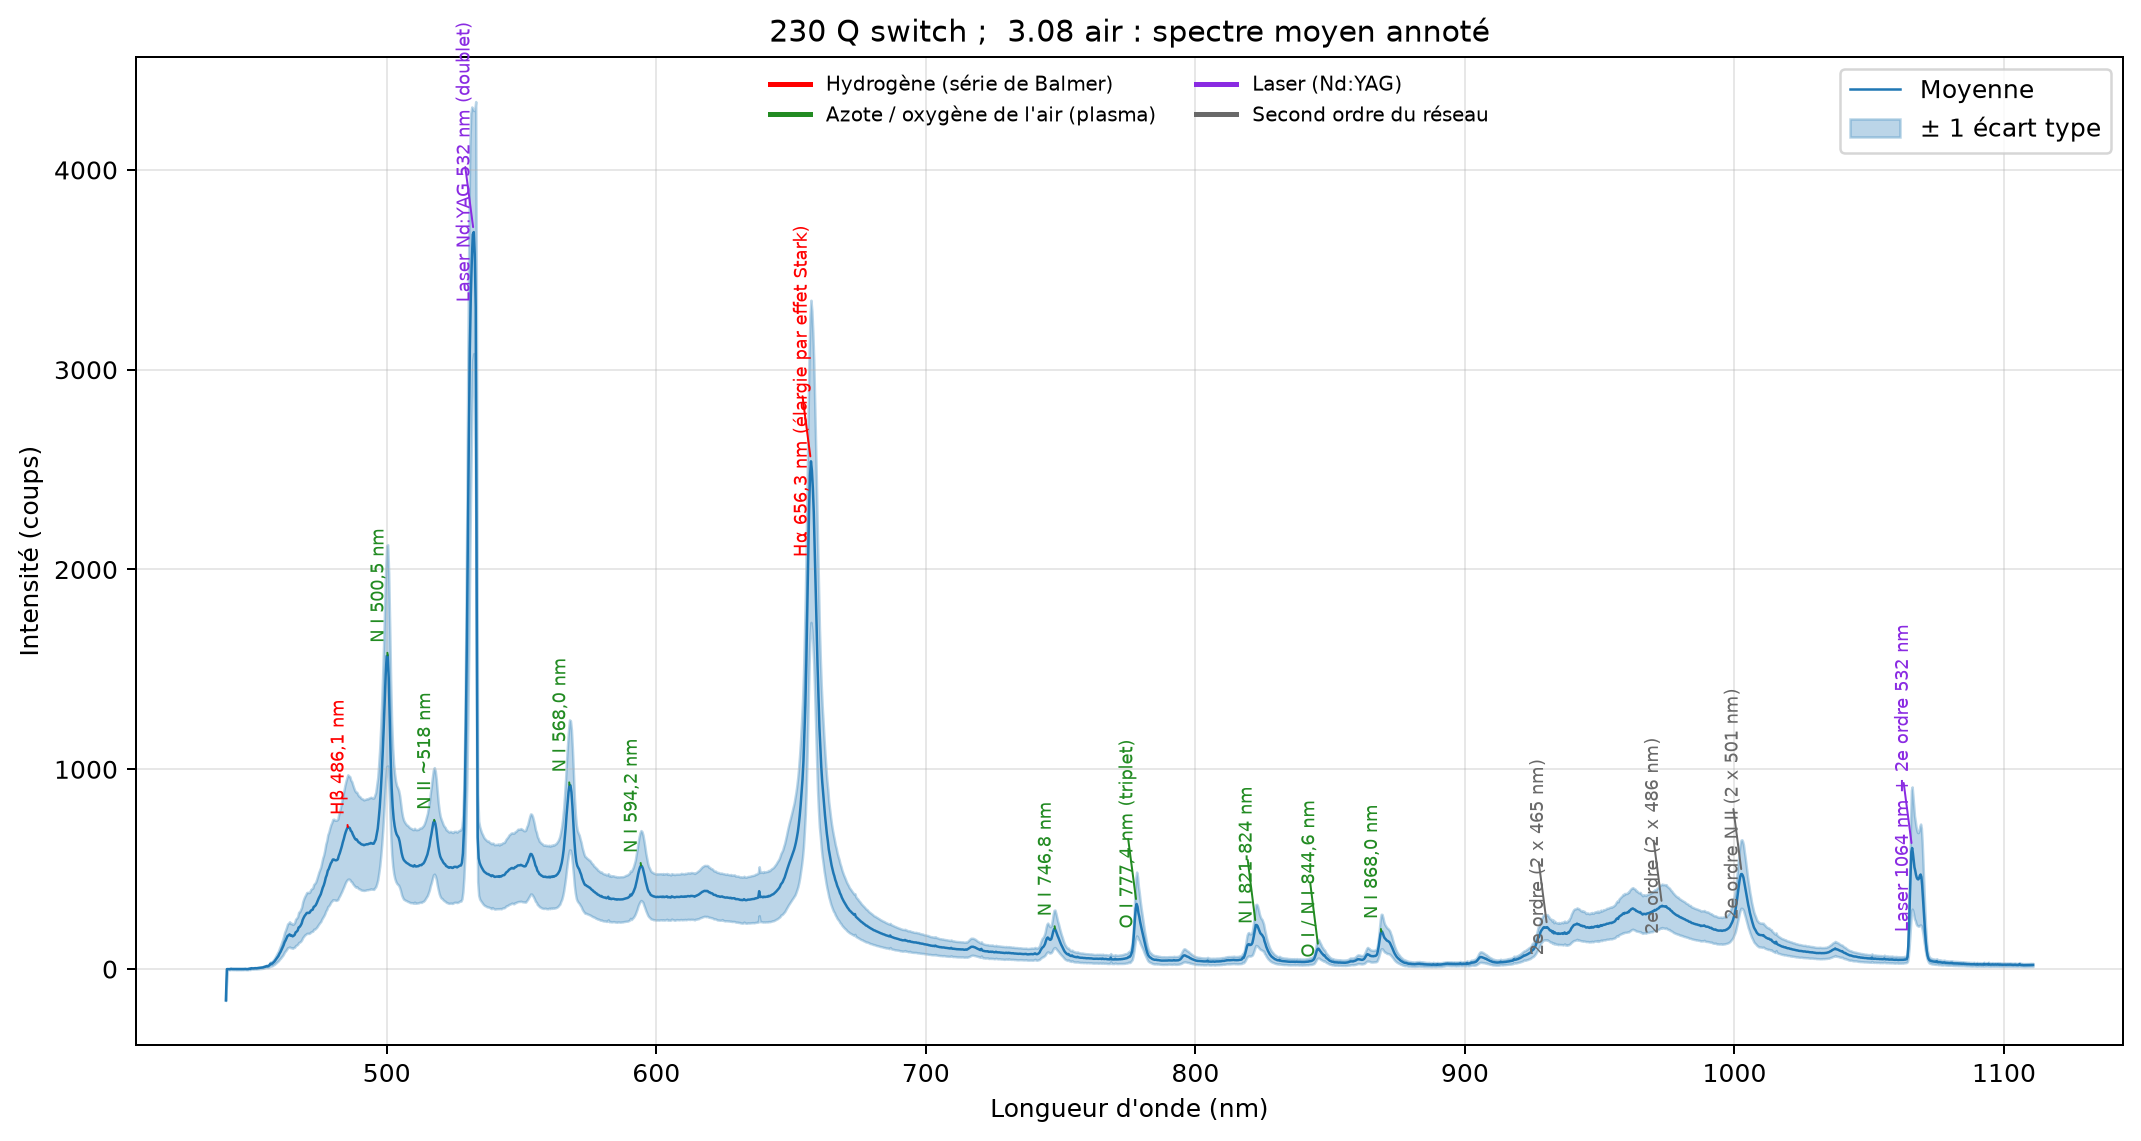 230 Q switch ;  3.08 air : spectre moyen annoté
Hydrogène (série de Balmer)
Azote / oxygène de l'air (plasma)
Laser (Nd:YAG)
Second ordre du réseau
Moyenne
± 1 écart type
Intensité (coups)
4000
3000
2000
1000
0
Hβ 486,1 nm
N I 500,5 nm
N II ~518 nm
Laser Nd:YAG 532 nm (doublet)
N I 568,0 nm
N I 594,2 nm
Hα 656,3 nm (élargie par effet Stark)
N I 746,8 nm
O I 777,4 nm (triplet)
N I 821-824 nm
O I / N I 844,6 nm
N I 868,0 nm
2e ordre (2 x 465 nm)
2e ordre (2 x 486 nm)
2e ordre N II (2 x 501 nm)
Laser 1064 nm + 2e ordre 532 nm
500
600
700
800
900
1000
1100
Longueur d'onde (nm)